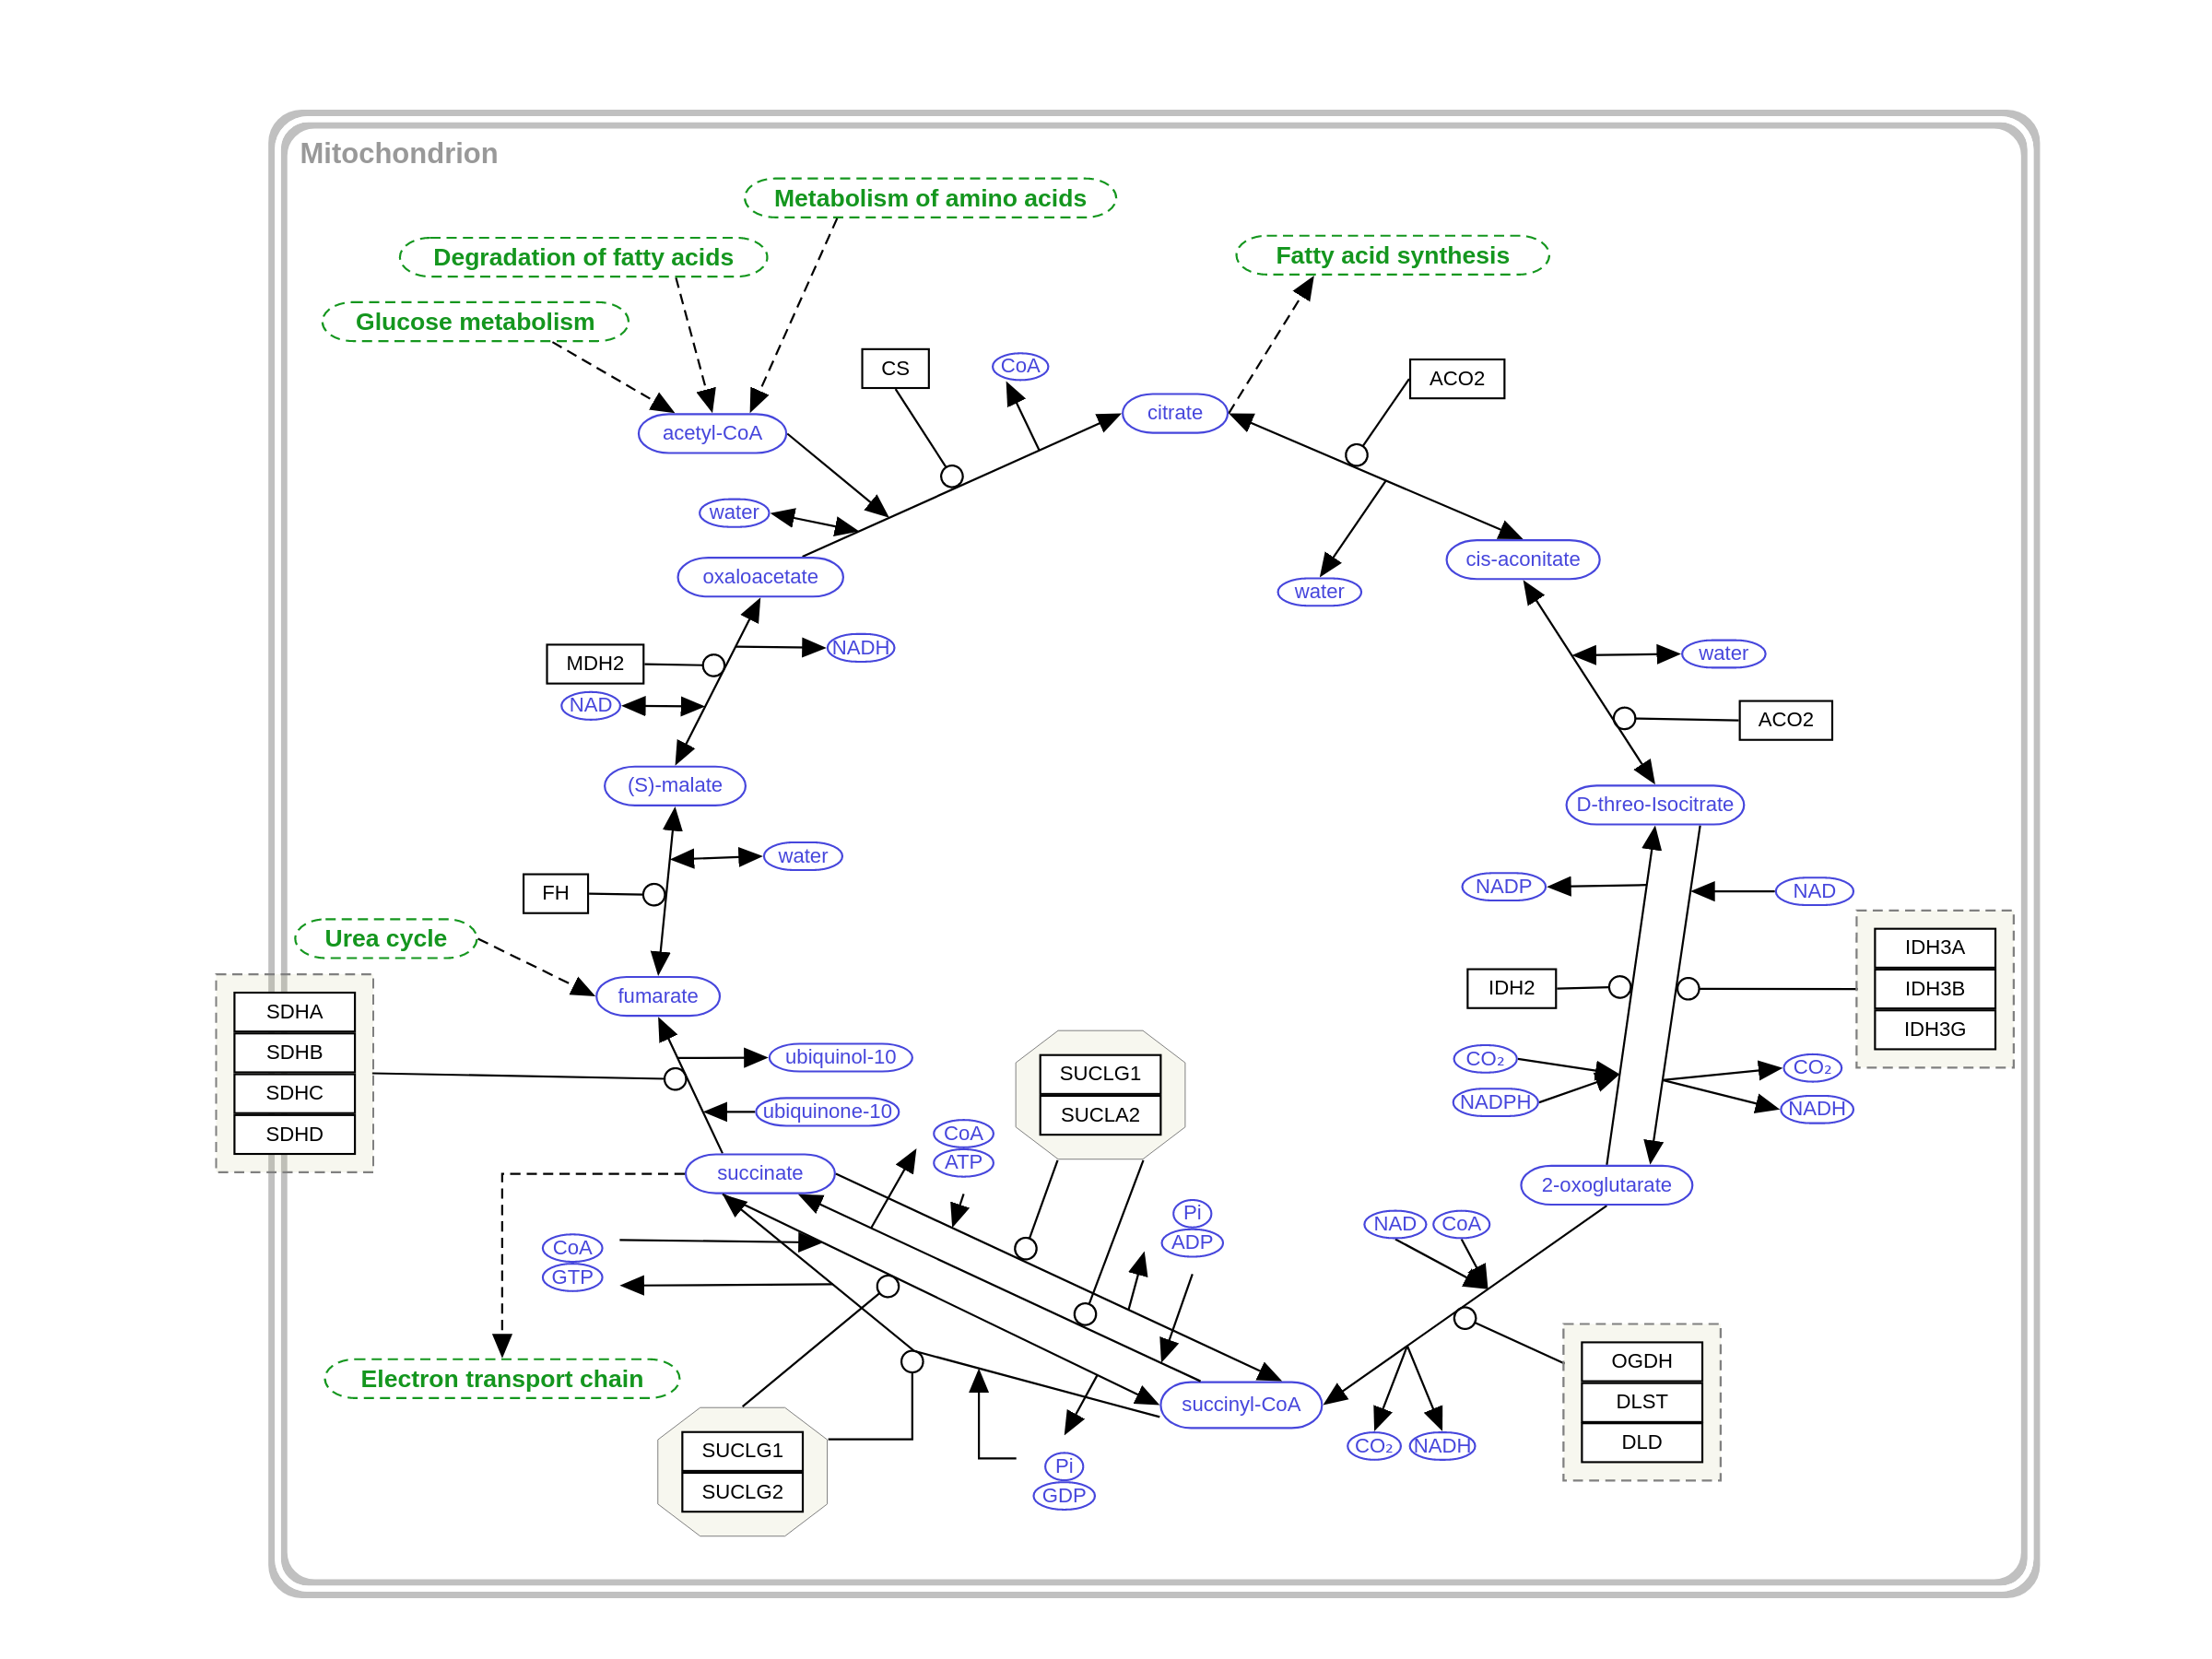 Mitochondrion
Metabolism of amino acids
Degradation of fatty acids
Fatty acid synthesis
Glucose metabolism
CS
CoA
ACO2
citrate
acetyl-CoA
water
cis-aconitate
oxaloacetate
water
MDH2
NADH
water
NAD
ACO2
(S)-malate
D-threo-Isocitrate
water
FH
NADP
NAD
Urea cycle
IDH3A
IDH3B
IDH3G
IDH2
fumarate
SDHA
SDHB
SDHC
SDHD
ubiquinol-10
ubiquinone-10
CO₂
NADPH
CO₂
NADH
SUCLG1
SUCLA2
CoA
ATP
succinate
2-oxoglutarate
Pi
ADP
NAD
CoA
CoA
GTP
Electron transport chain
succinyl-CoA
OGDH
DLST
DLD
CO₂
NADH
SUCLG1
SUCLG2
Pi
GDP